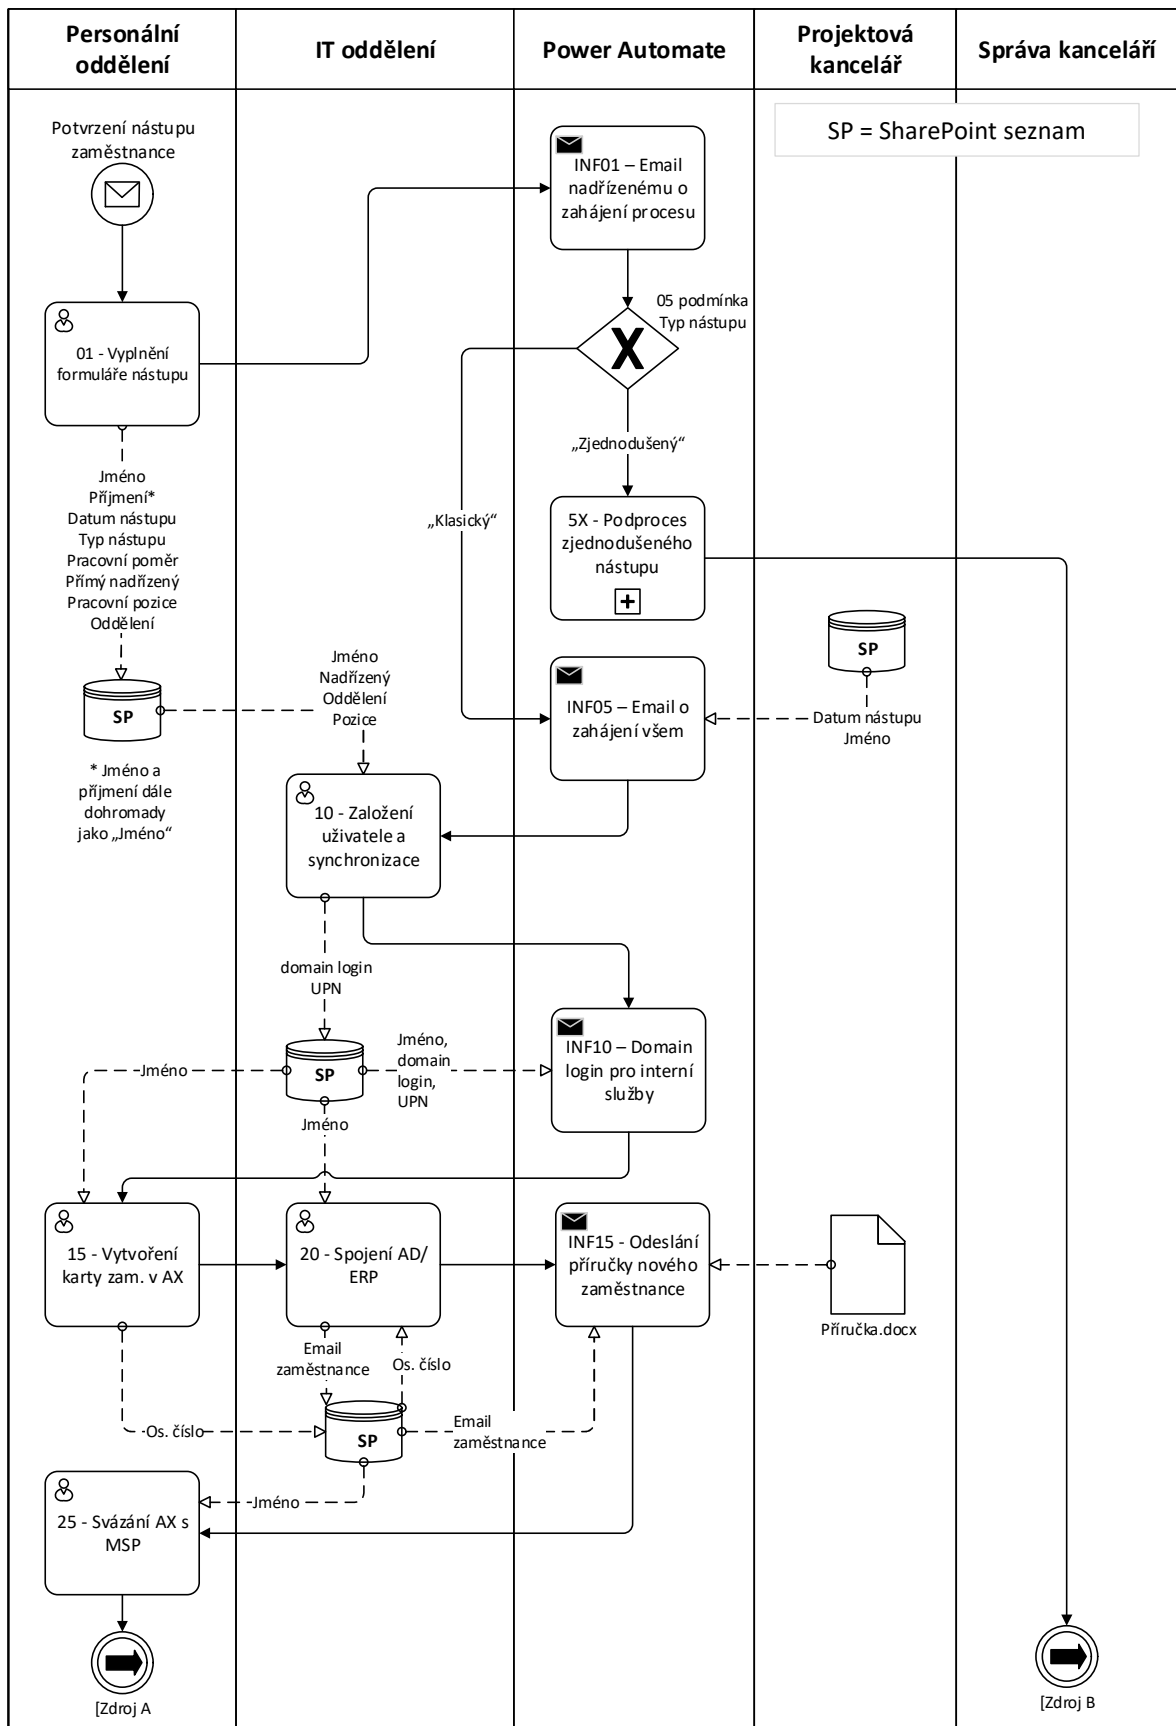 Personální
oddělení
IT oddělení
Power Automate
Projektová
kancelář
Správa kanceláří
SP = SharePoint seznam
Potvrzení nástupu
zaměstnance
INF01 – Email
nadřízenému o
zahájení procesu
05 podmínka
Typ nástupu
X
01 - Vyplnění
formuláře nástupu
„Zjednodušený“
„Klasický“
Jméno
Příjmení*
Datum nástupu
Typ nástupu
Pracovní poměr
Přímý nadřízený
Pracovní pozice
Oddělení
5X - Podproces
zjednodušeného
nástupu
SP
SP
* Jméno a
příjmení dále
dohromady
jako „Jméno“
Jméno
Nadřízený
Oddělení
Pozice
INF05 – Email o
zahájení všem
Datum nástupu
Jméno
10 - Založení
uživatele a
synchronizace
domain login
UPN
SP
Jméno
Jméno,
domain
login,
UPN
INF10 – Domain
login pro interní
služby
Jméno
15 - Vytvoření
karty zam. v AX
20 - Spojení AD/
ERP
INF15 - Odeslání
příručky nového
zaměstnance
Příručka.docx
Email
zaměstnance
Os. číslo
Os. číslo
SP
Email
zaměstnance
Jméno
25 - Svázání AX s
MSP
[Zdroj A
[Zdroj B